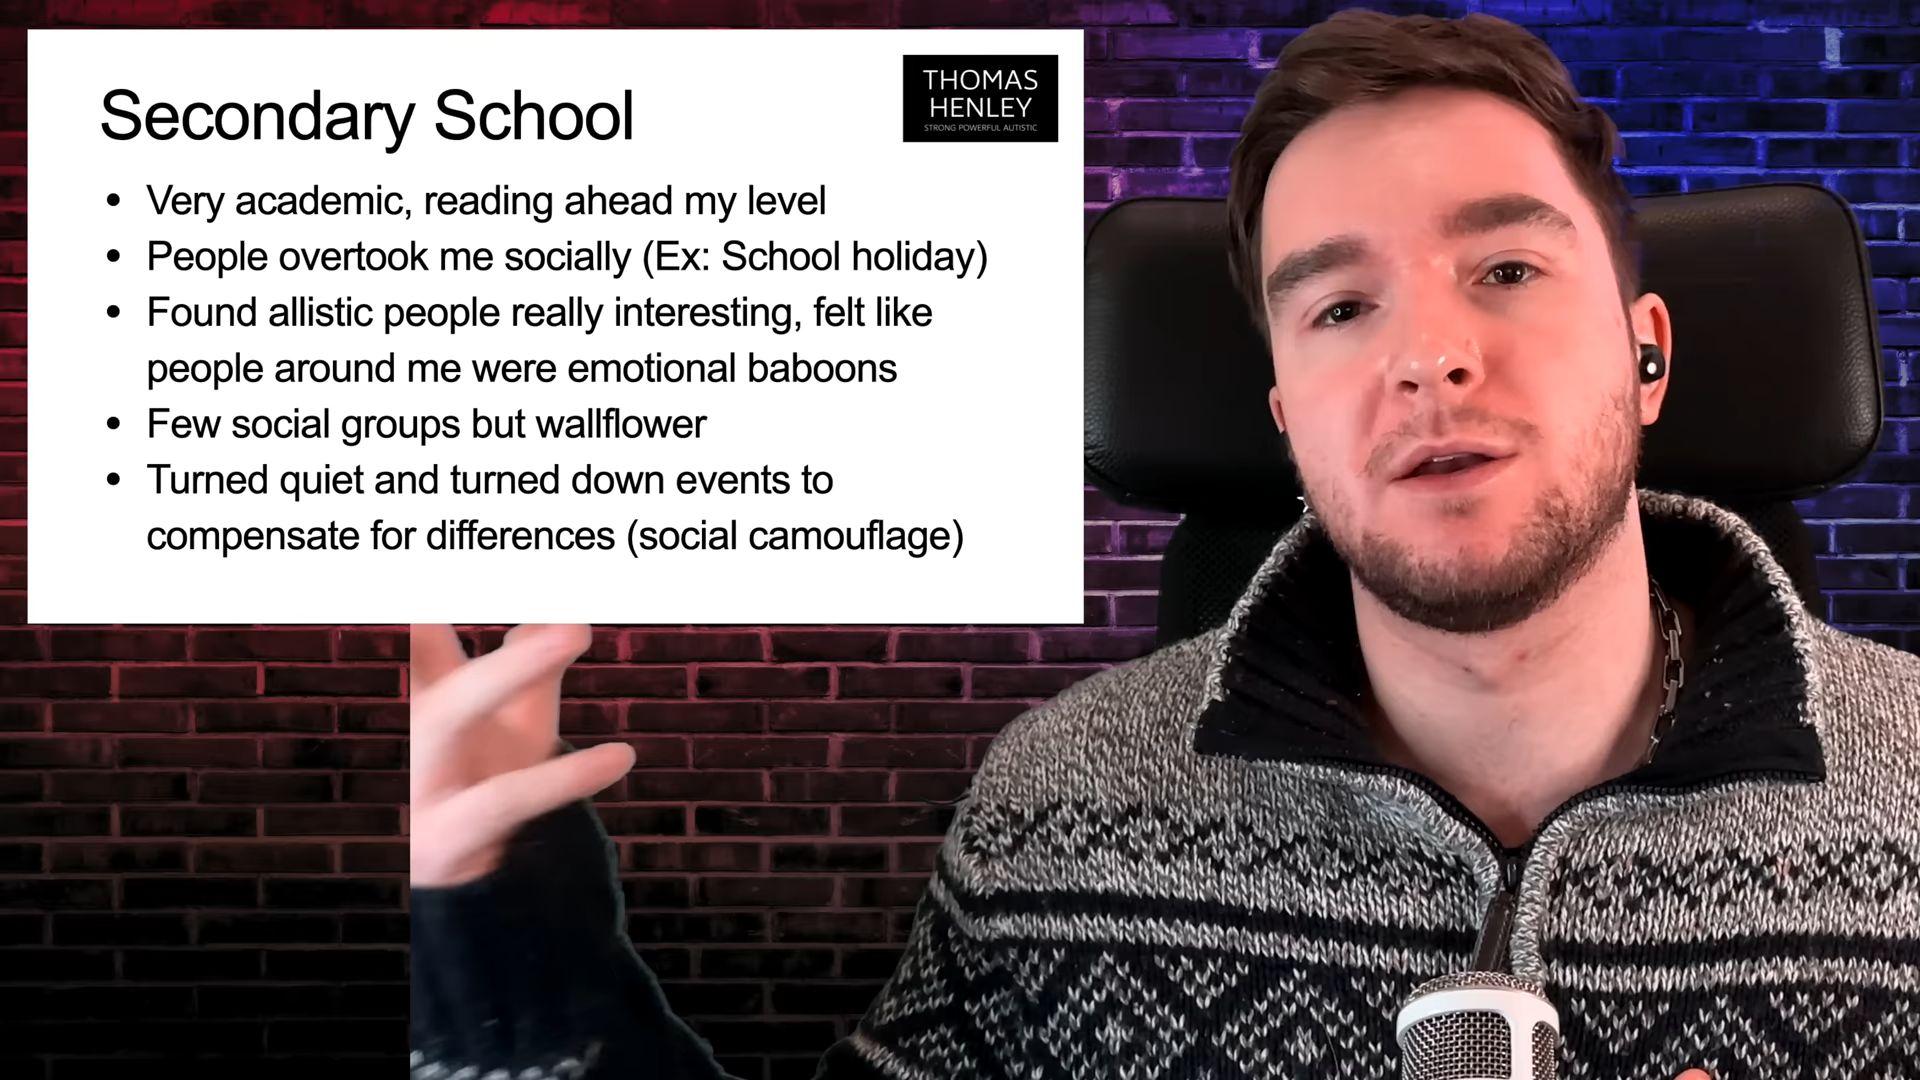 Secondary School
THOMAS
HENLEY
STRONG POWERFUL AUTISTIC
• Very academic, reading ahead my level
• People overtook me socially (Ex: School holiday)
• Found allistic people really interesting, felt like
people around me were emotional baboons
• Few social groups but wallflower
• Turned quiet and turned down events to
compensate for differences (social camouflage)